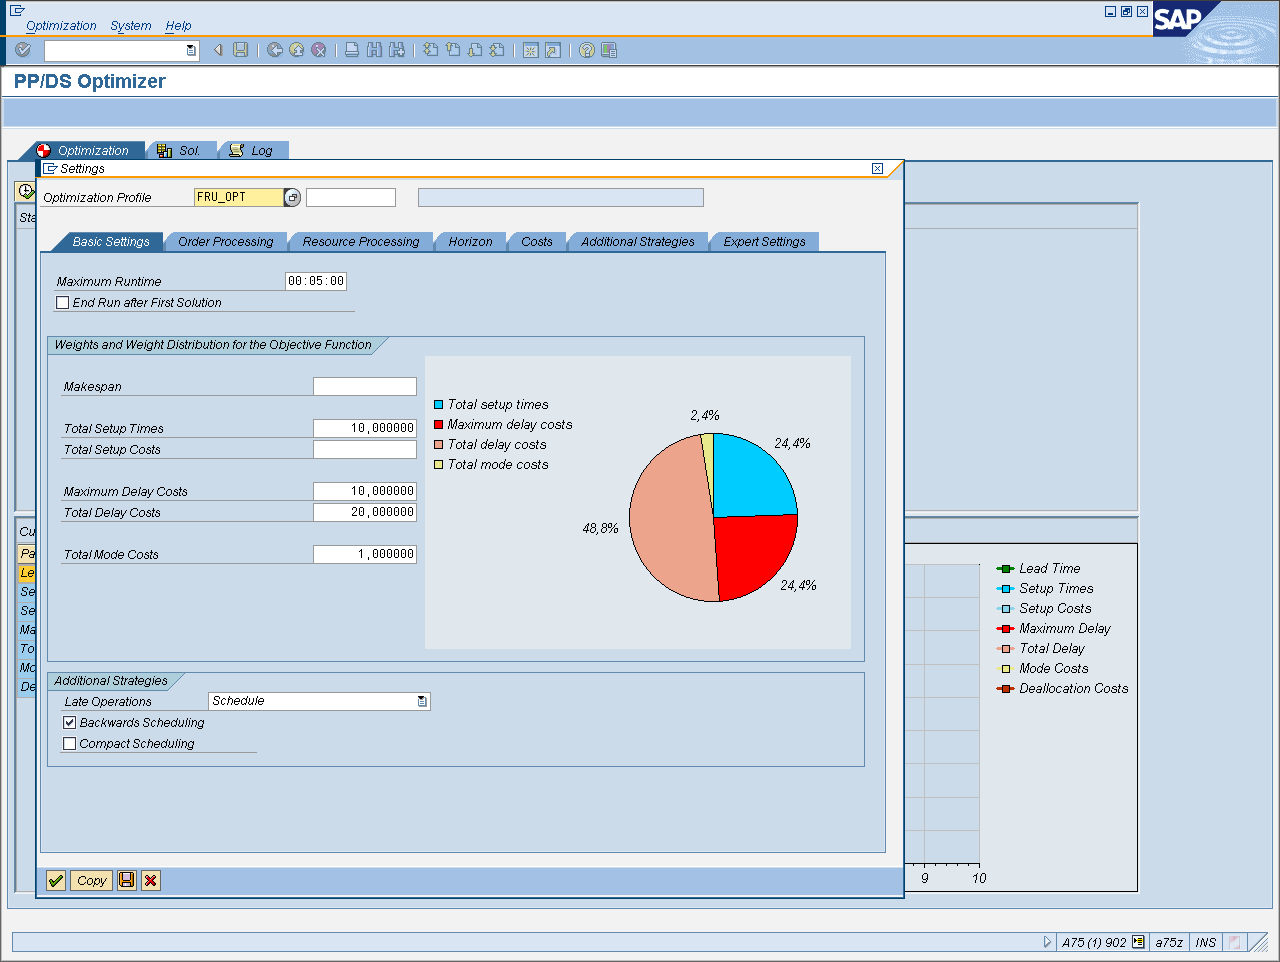 Optimization System Help
SAP
PP/DS Optimizer
Optimization Sol. Log
Settings
Optimization Profile FRU_OPT
Sta
Basic Settings Order Processing Resource Processing Horizon Costs Additional Strategies Expert Settings
Maximum Runtime 00:05:00
End Run after First Solution
Weights and Weight Distribution for the Objective Function
Makespan
Total Setup Times 10,000000
Total Setup Costs
Maximum Delay Costs 10,000000
Total Delay Costs 20,000000
Total Mode Costs 1,000000
Total setup times
Maximum delay costs
Total delay costs
Total mode costs
2,4%
24,4%
48,8%
24,4%
Cu
Pa
Le
Se
Se
Ma
To
Mo
De
Lead Time
Setup Times
Setup Costs
Maximum Delay
Total Delay
Mode Costs
Deallocation Costs
9 10
Additional Strategies
Late Operations Schedule
Backwards Scheduling
Compact Scheduling
Copy
A75 (1) 902 a75z INS